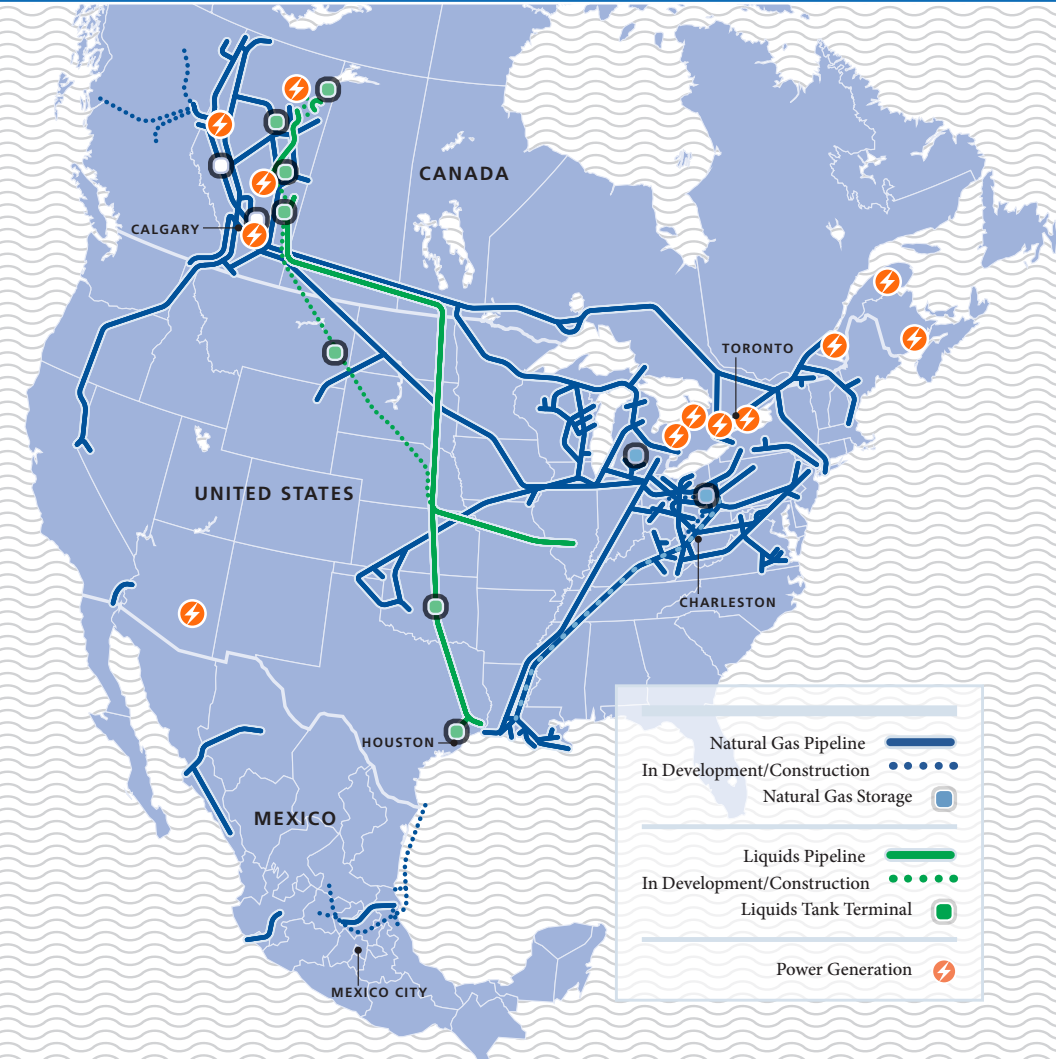 CANADA
CALGARY
TORONTO
UNITED STATES
CHARLESTON
HOUSTON
Natural Gas Pipeline
In Development/Construction
Natural Gas Storage
MEXICO
Liquids Pipeline
In Development/Construction
Liquids Tank Terminal
Power Generation
MEXICO CITY